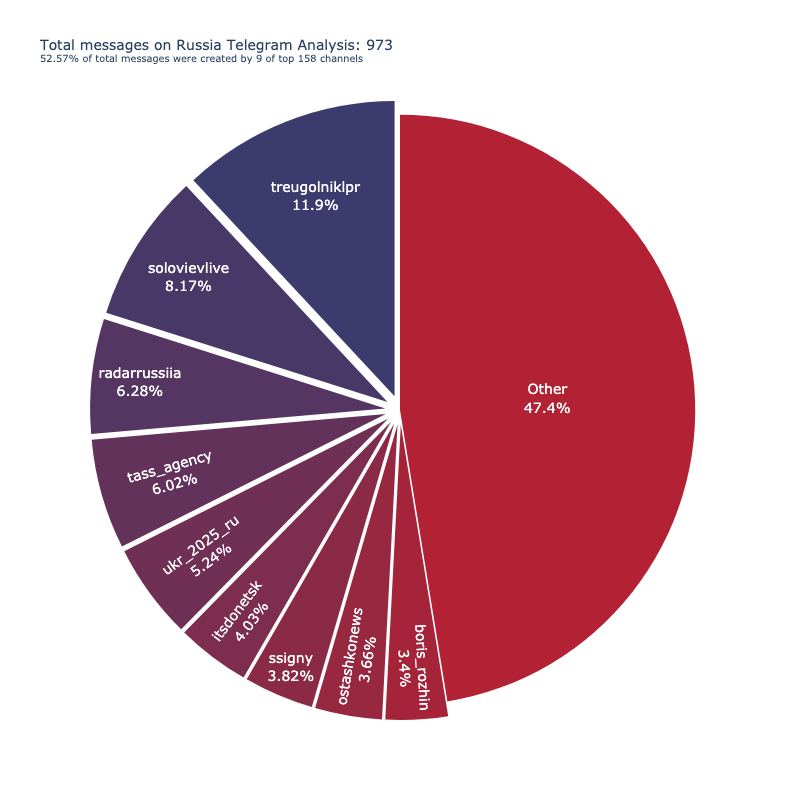 Total messages on Russia Telegram Analysis: 973
52.57% of total messages were created by 9 of top 158 channels
treugolniklpr
11.9%
solovievlive
8.17%
radarrussiia
6.28%
tass_agency
6.02%
ukr_2025_ru
5.24%
itsdonetsk
4.03%
ssigny
3.82%
ostashkonews
3.66%
boris_rozhin
3.4%
Other
47.4%